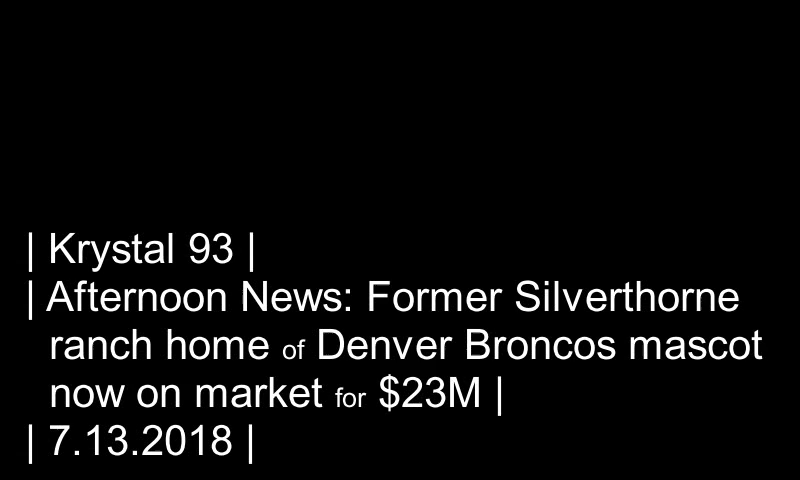 | Krystal 93 |
| Afternoon News: Former Silverthorne
ranch home of Denver Broncos mascot
now on market for $23M |
| 7.13.2018 |